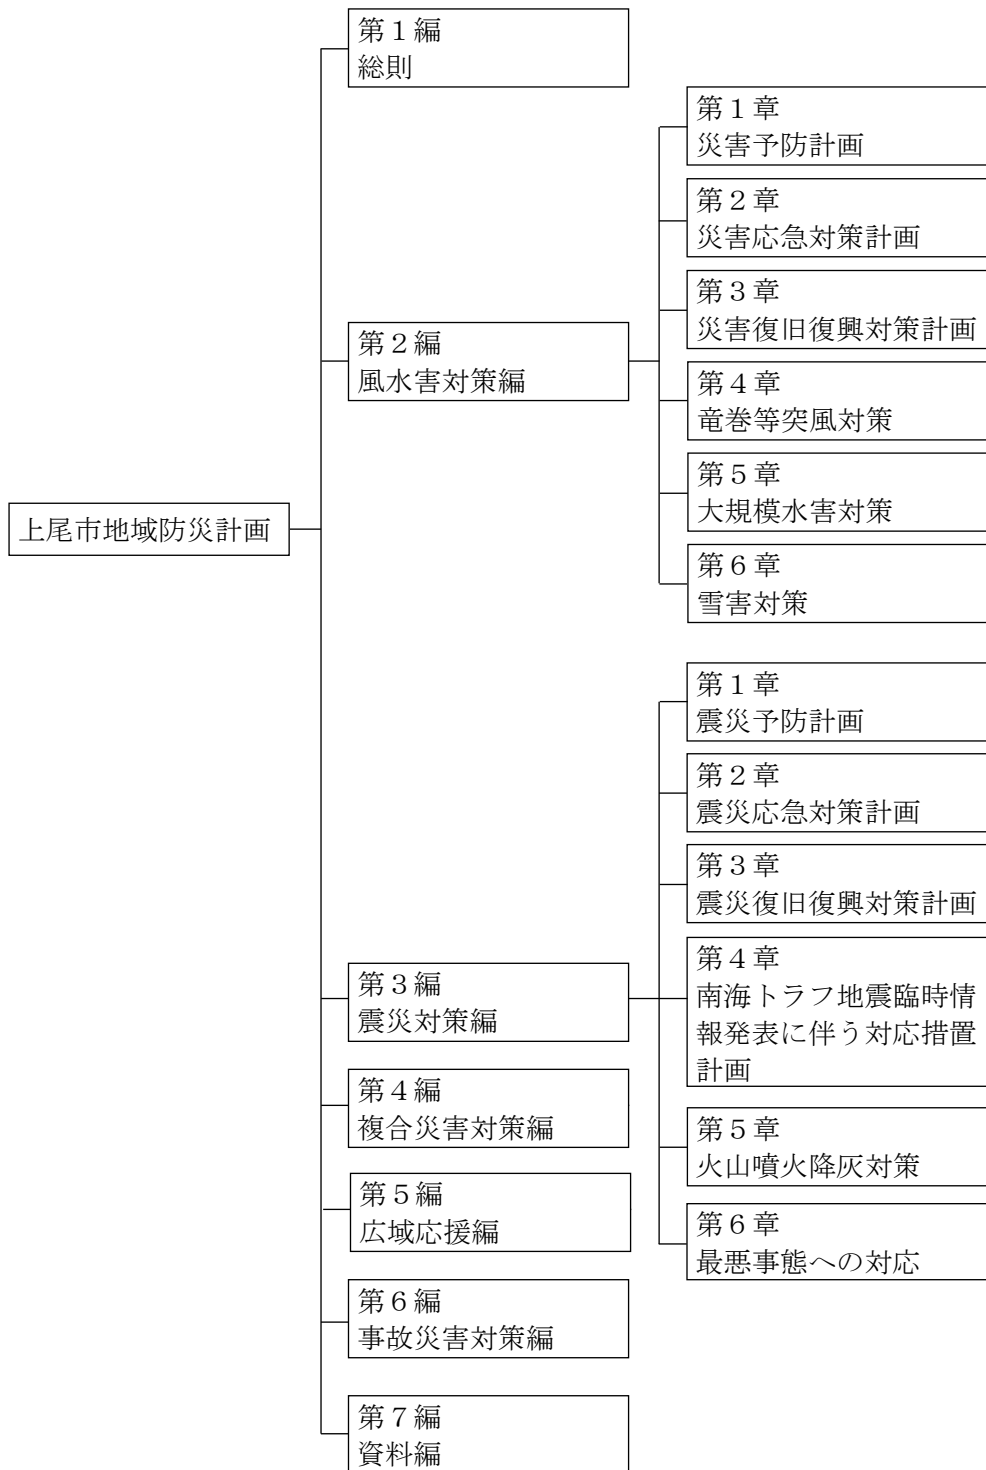 上尾市地域防災計画
第１編
総則
第２編
風水害対策編
第１章
災害予防計画
第２章
災害応急対策計画
第３章
災害復旧復興対策計画
第４章
竜巻等突風対策
第５章
大規模水害対策
第６章
雪害対策
第３編
震災対策編
第１章
震災予防計画
第２章
震災応急対策計画
第３章
震災復旧復興対策計画
第４章
南海トラフ地震臨時情
報発表に伴う対応措置
計画
第５章
火山噴火降灰対策
第６章
最悪事態への対応
第４編
複合災害対策編
第５編
広域応援編
第６編
事故災害対策編
第７編
資料編